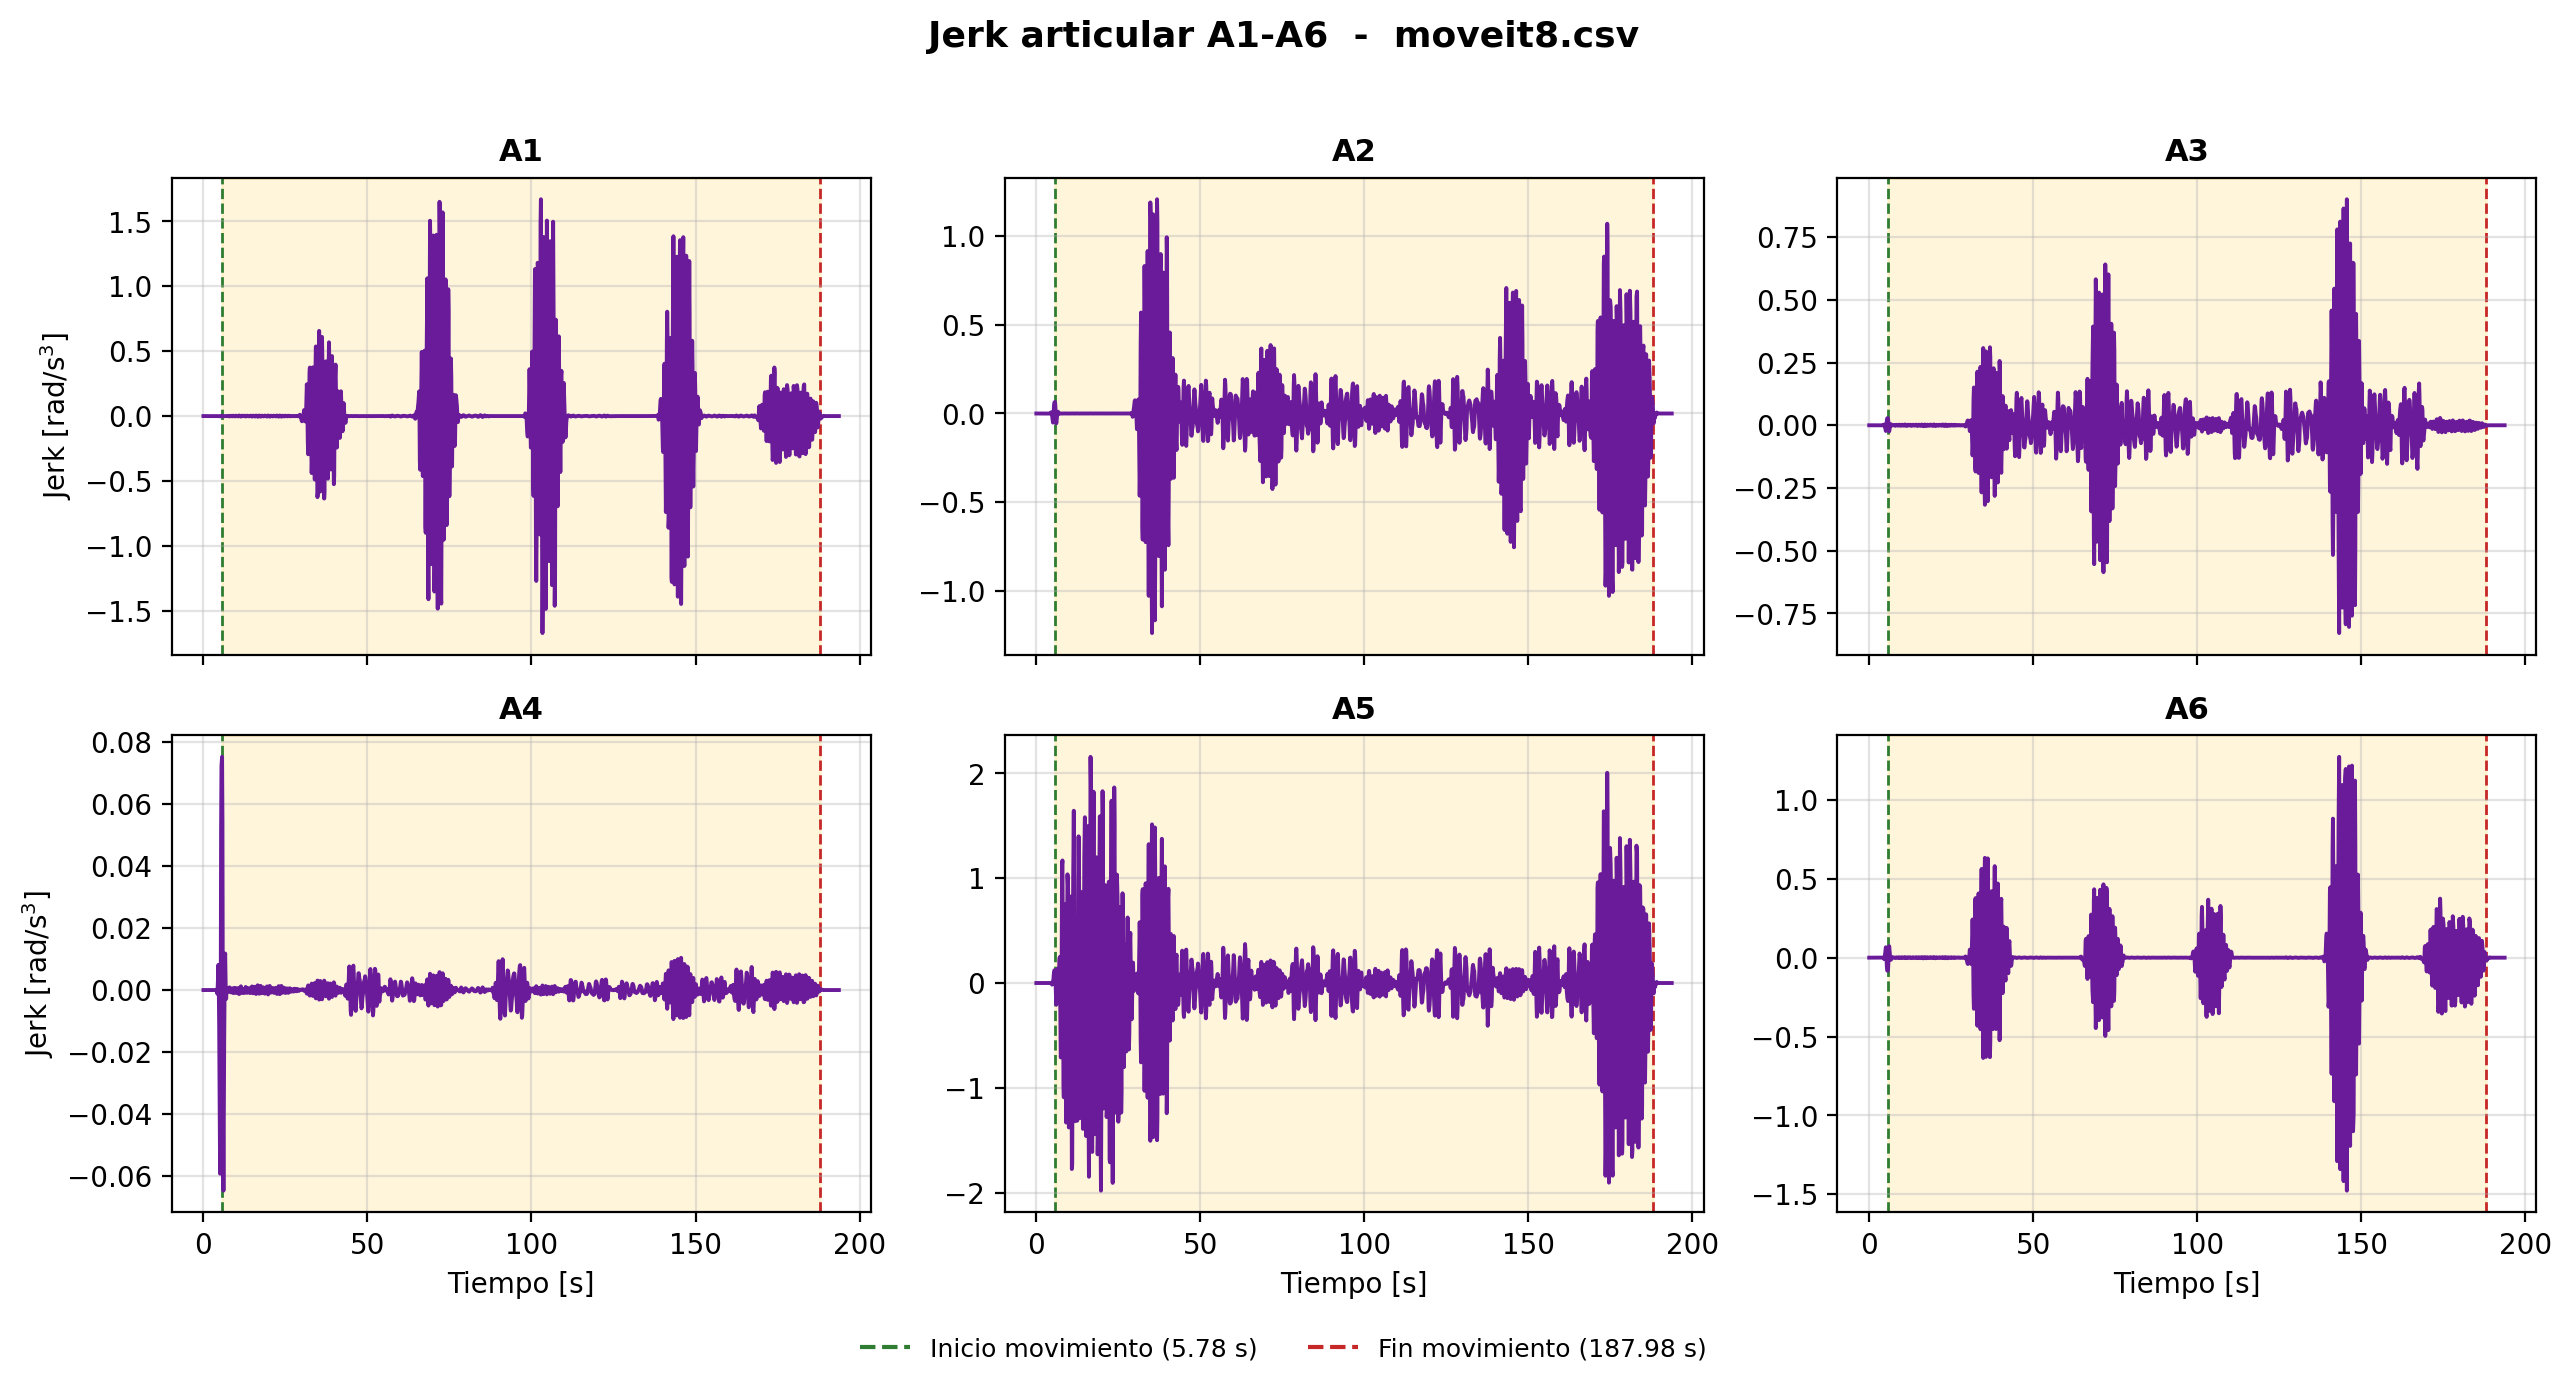 Jerk articular A1-A6 - moveit8.csv
A1
A2
A3
Jerk [rad/s³]
1.5
1.0
0.5
0.0
−0.5
−1.0
−1.5
1.0
0.5
0.0
−0.5
−1.0
0.75
0.50
0.25
0.00
−0.25
−0.50
−0.75
A4
A5
A6
Jerk [rad/s³]
0.08
0.06
0.04
0.02
0.00
−0.02
−0.04
−0.06
2
1
0
−1
−2
1.0
0.5
0.0
−0.5
−1.0
−1.5
0 50 100 150 200
0 50 100 150 200
0 50 100 150 200
Tiempo [s]
Tiempo [s]
Tiempo [s]
Inicio movimiento (5.78 s)
Fin movimiento (187.98 s)